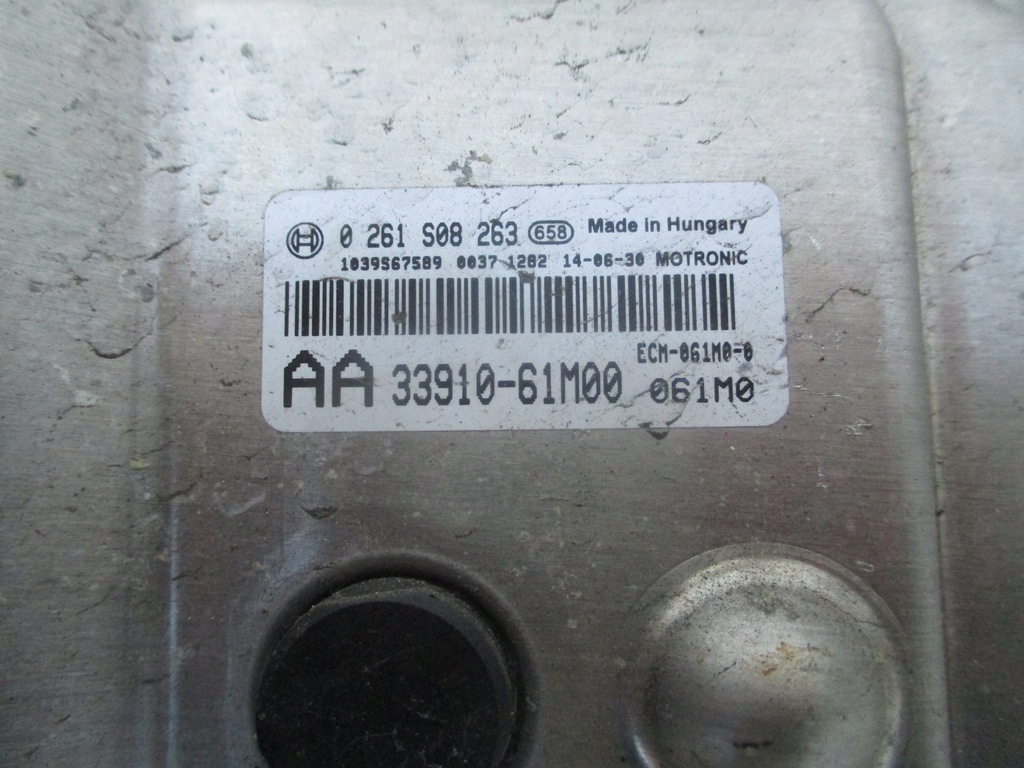 0 261 S08 263 658 Made in Hungary
1039567589 0037 1282 14-06-30 MOTRONIC
ECM-061M0-0
AA 33910-61M00 061M0